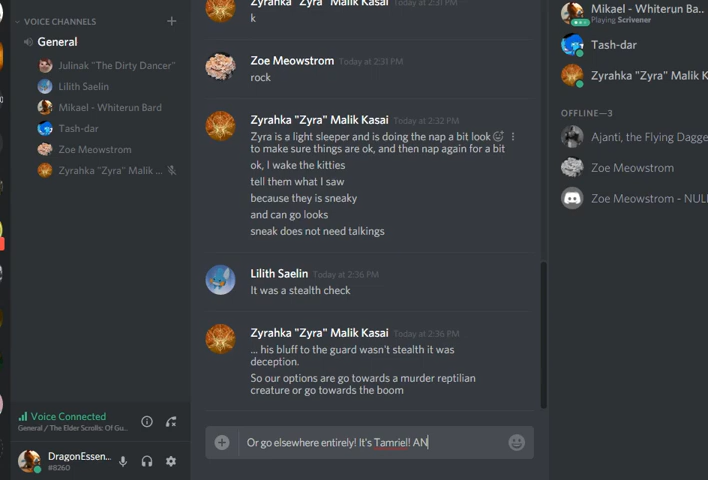 VOICE CHANNELS
General
Julinak "The Dirty Dancer"
Lilith Saelin
Mikael - Whiterun Bard
Tash-dar
Zoe Meowstrom
Zyrahka "Zyra" Malik ...
Voice Connected
General / The Elder Scrolls: Of Gu...
DragonEssen...
#8260
Zyrahka "Zyra" Malik Kasai Today at 2:31 PM
k
Zoe Meowstrom Today at 2:31 PM
rock
Zyrahka "Zyra" Malik Kasai Today at 2:32 PM
Zyra is a light sleeper and is doing the nap a bit look
to make sure things are ok, and then nap again for a bit
ok, I wake the kitties
tell them what I saw
because they is sneaky
and can go looks
sneak does not need talkings
Lilith Saelin Today at 2:36 PM
It was a stealth check
Zyrahka "Zyra" Malik Kasai Today at 2:36 PM
... his bluff to the guard wasn't stealth it was
deception.
So our options are go towards a murder reptilian
creature or go towards the boom
Or go elsewhere entirely! It's Tamriel! AN
Mikael - Whiterun Ba..
Playing Scrivener
Tash-dar
Zyrahka "Zyra" Malik K
OFFLINE—3
Ajanti, the Flying Dagge
Zoe Meowstrom
Zoe Meowstrom - NUL